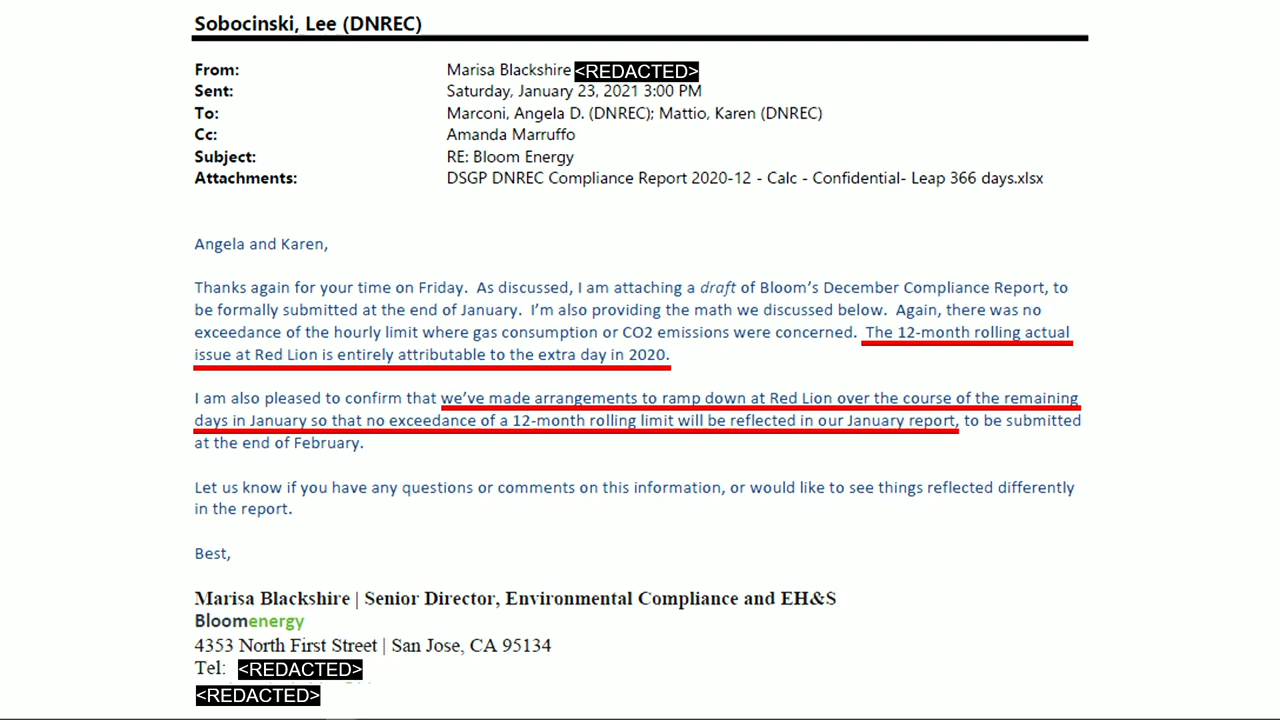 Sobocinski, Lee (DNREC)
From: Marisa Blackshire <REDACTED>
Sent: Saturday, January 23, 2021 3:00 PM
To: Marconi, Angela D. (DNREC); Mattio, Karen (DNREC)
Cc: Amanda Marruffo
Subject: RE: Bloom Energy
Attachments: DSGP DNREC Compliance Report 2020-12 - Calc - Confidential- Leap 366 days.xlsx
Angela and Karen,
Thanks again for your time on Friday. As discussed, I am attaching a draft of Bloom's December Compliance Report, to
be formally submitted at the end of January. I'm also providing the math we discussed below. Again, there was no
exceedance of the hourly limit where gas consumption or CO2 emissions were concerned. The 12-month rolling actual
issue at Red Lion is entirely attributable to the extra day in 2020.
I am also pleased to confirm that we've made arrangements to ramp down at Red Lion over the course of the remaining
days in January so that no exceedance of a 12-month rolling limit will be reflected in our January report, to be submitted
at the end of February.
Let us know if you have any questions or comments on this information, or would like to see things reflected differently
in the report.
Best,
Marisa Blackshire | Senior Director, Environmental Compliance and EH&S
Bloomenergy
4353 North First Street | San Jose, CA 95134
Tel: <REDACTED>
<REDACTED>